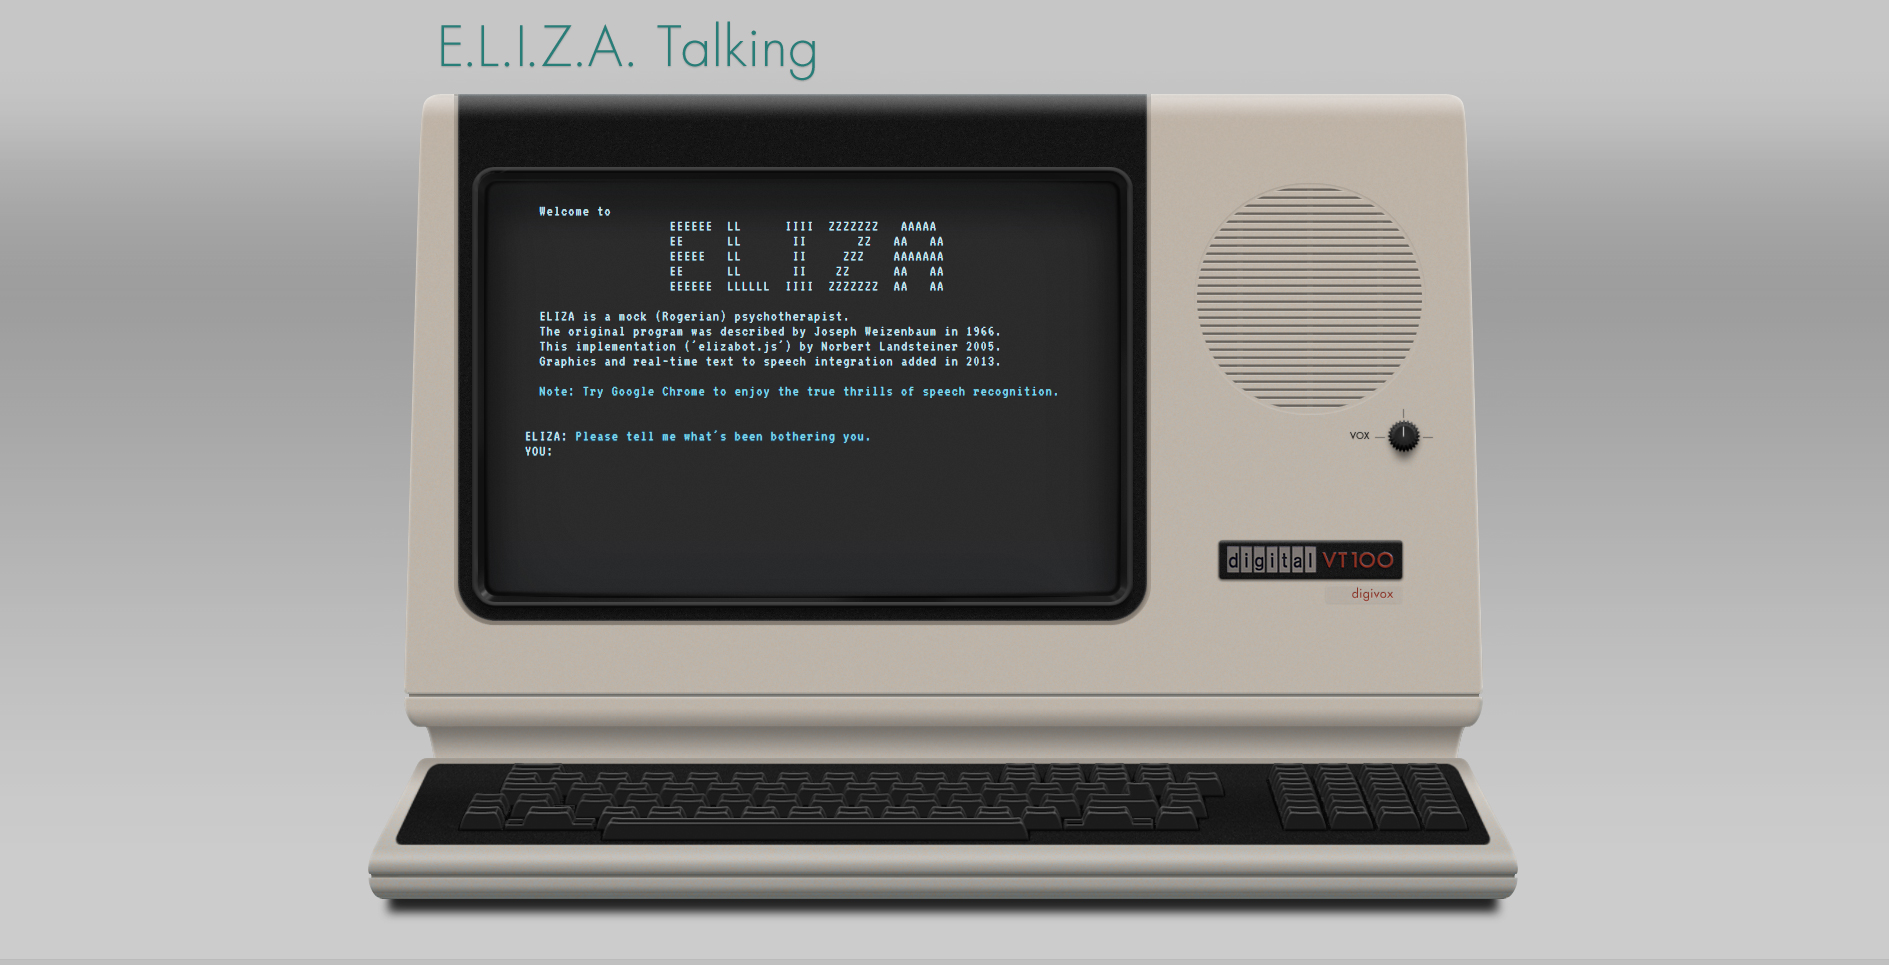 E.L.I.Z.A. Talking
Welcome to
EEEEEE LL IIII ZZZZZZZ AAAAA
EE LL II ZZ AA AA
EEEEE LL II ZZZ AAAAAAA
EE LL II ZZ AA AA
EEEEEE LLLLLL IIII ZZZZZZZ AA AA
ELIZA is a mock (Rogerian) psychotherapist.
The original program was described by Joseph Weizenbaum in 1966.
This implementation (´elizabot.js´) by Norbert Landsteiner 2005.
Graphics and real-time text to speech integration added in 2013.
Note: Try Google Chrome to enjoy the true thrills of speech recognition.
ELIZA: Please tell me what´s been bothering you.
YOU:
VOX
digital VT100
digivox